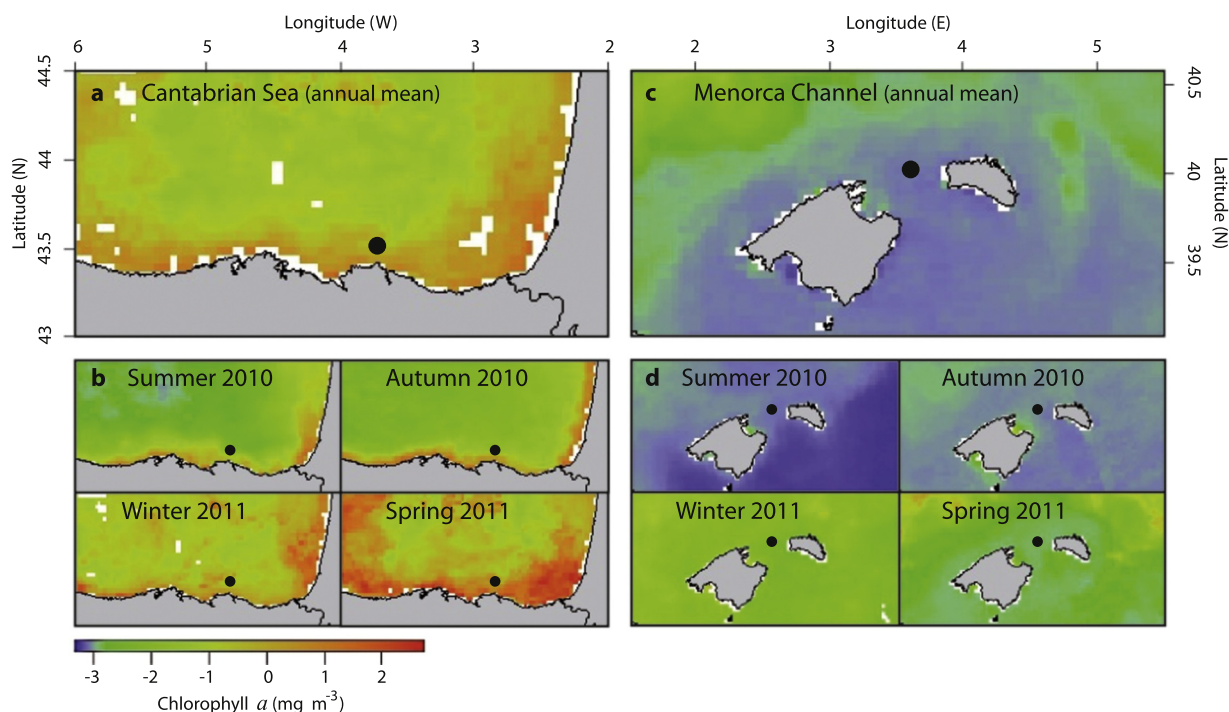 Longitude (W)
6 5 4 3 2
Longitude (E)
2 3 4 5
44.5
44
43.5
43
Latitude (N)
a Cantabrian Sea (annual mean)
c Menorca Channel (annual mean)
40.5
40
39.5
Latitude (N)
b Summer 2010
Autumn 2010
Winter 2011
Spring 2011
d Summer 2010
Autumn 2010
Winter 2011
Spring 2011
-3 -2 -1 0 1 2
Chlorophyll a (mg m-3)